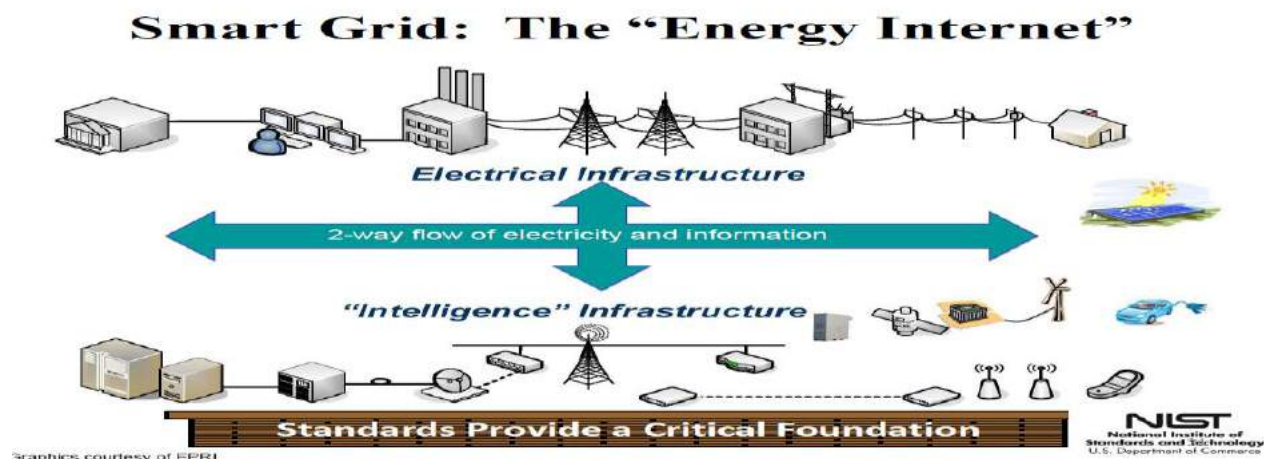 Smart Grid: The “Energy Internet”
Electrical Infrastructure
2-way flow of electricity and information
“Intelligence” Infrastructure
Standards Provide a Critical Foundation
NIST
National Institute of
Standards and Technology
U.S. Department of Commerce
Graphics courtesy of EPRI